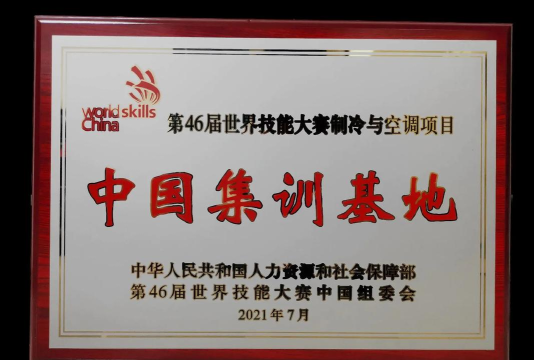 worldskills
China
第46届世界技能大赛制冷与空调项目
中国集训基地
中华人民共和国人力资源和社会保障部
第46届世界技能大赛中国组委会
2021年7月